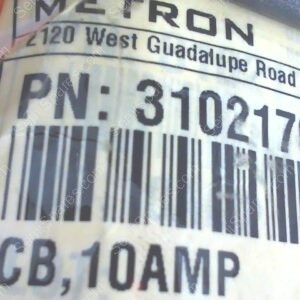 METRON
2120 West Guadalupe Road
PN: 310217
CB,10AMP